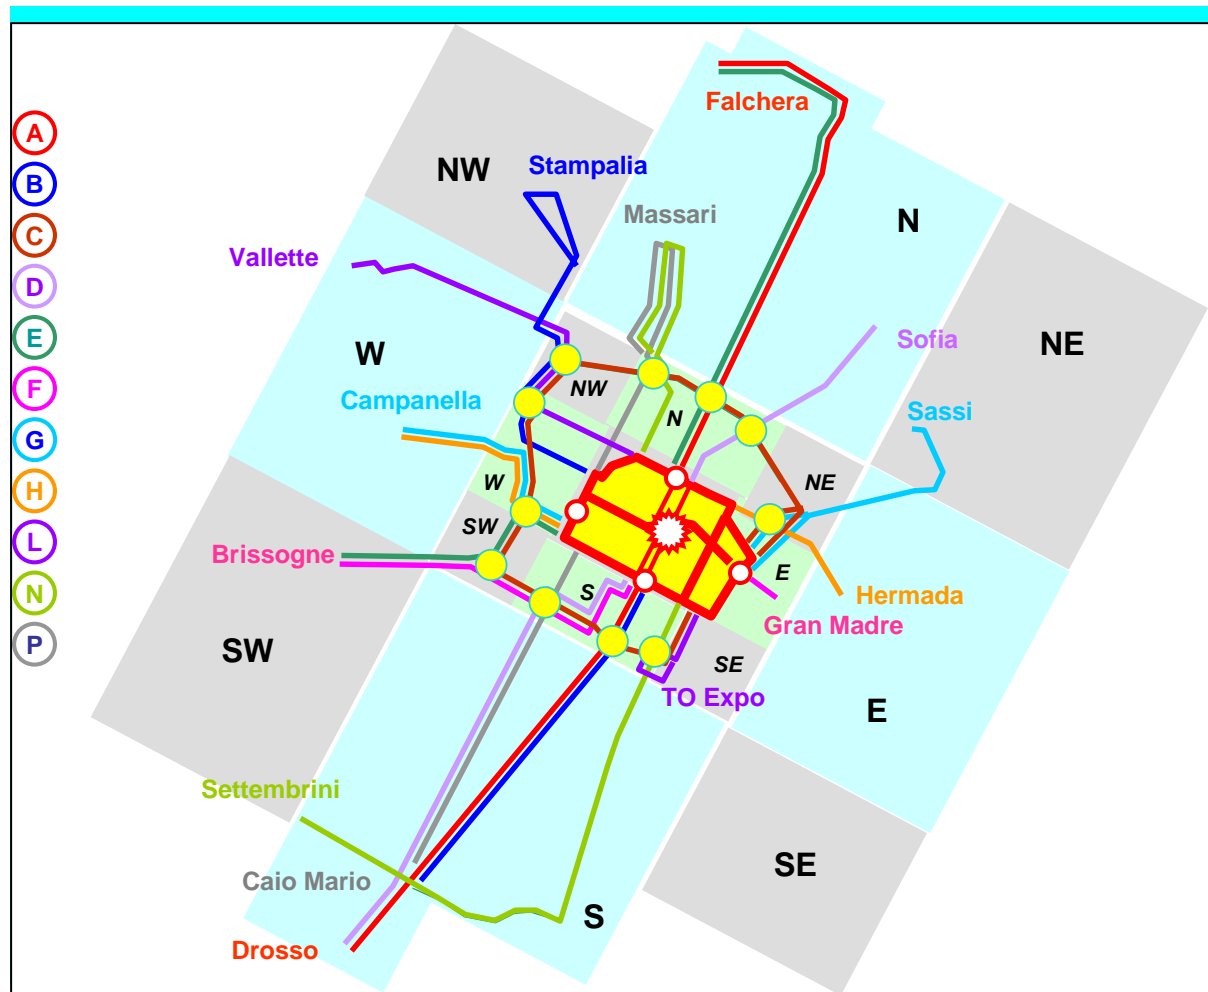 A
B
C
D
E
F
G
H
L
N
P
Falchera
NW
Stampalia
Massari
N
Vallette
Sofia
NE
W
NW
Campanella
N
Sassi
W
NE
SW
Brissogne
E
S
Hermada
Gran Madre
SW
SE
TO Expo
E
Settembrini
SE
Caio Mario
S
Drosso